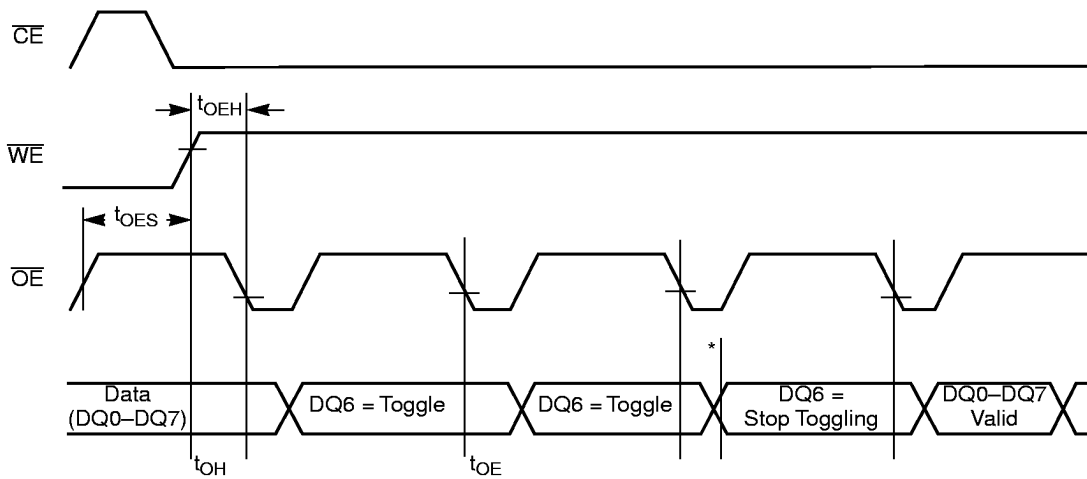 CE
tOEH
WE
tOES
OE
*
Data
(DQ0–DQ7)
DQ6 = Toggle
DQ6 = Toggle
DQ6 =
Stop Toggling
DQ0–DQ7
Valid
tOH
tOE